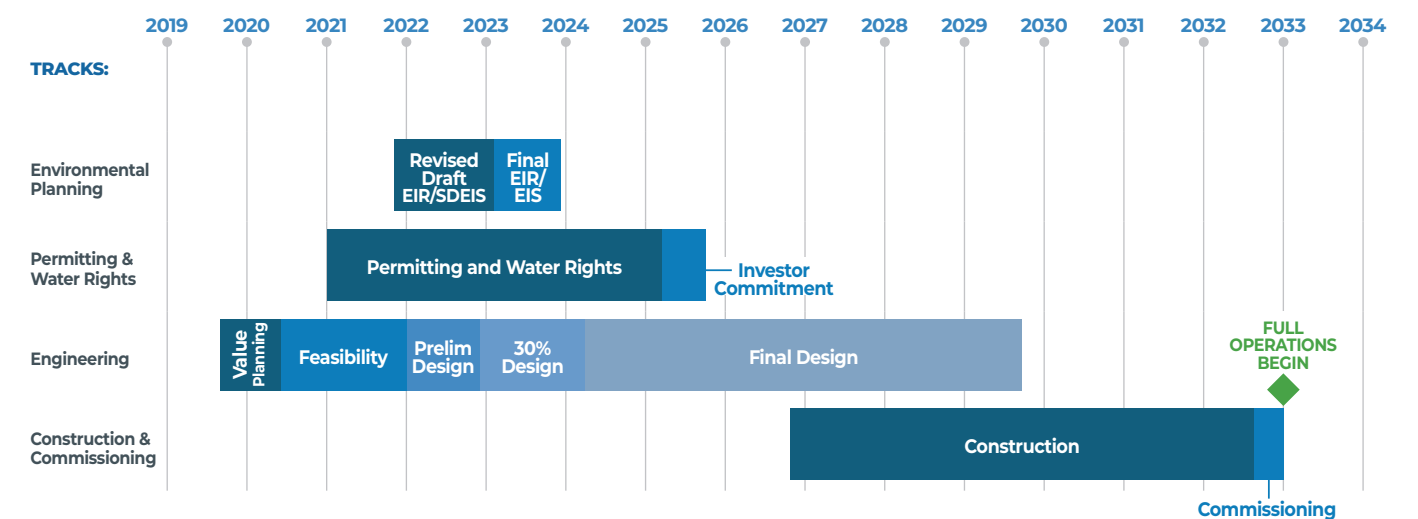 2019 2020 2021 2022 2023 2024 2025 2026 2027 2028 2029 2030 2031 2032 2033 2034
TRACKS:
Environmental
Planning
Revised
Draft
EIR/SDEIS
Final
EIR/
EIS
Permitting &
Water Rights
Permitting and Water Rights
Investor
Commitment
Engineering
Value
Planning
Feasibility
Prelim
Design
30%
Design
Final Design
FULL
OPERATIONS
BEGIN
Construction &
Commissioning
Construction
Commissioning